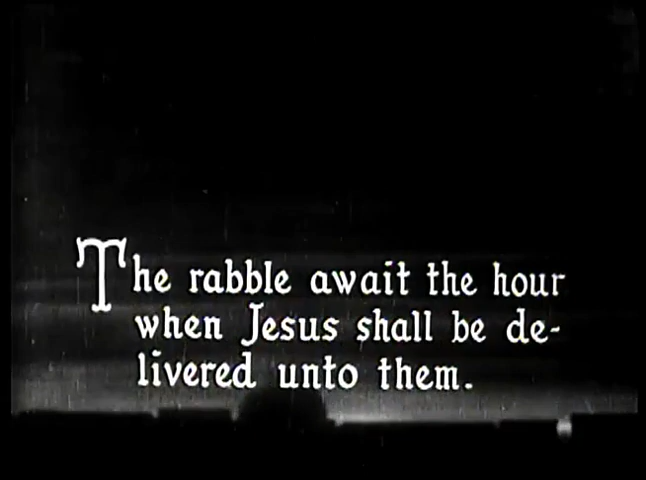 The rabble await the hour
when Jesus shall be de-
livered unto them.